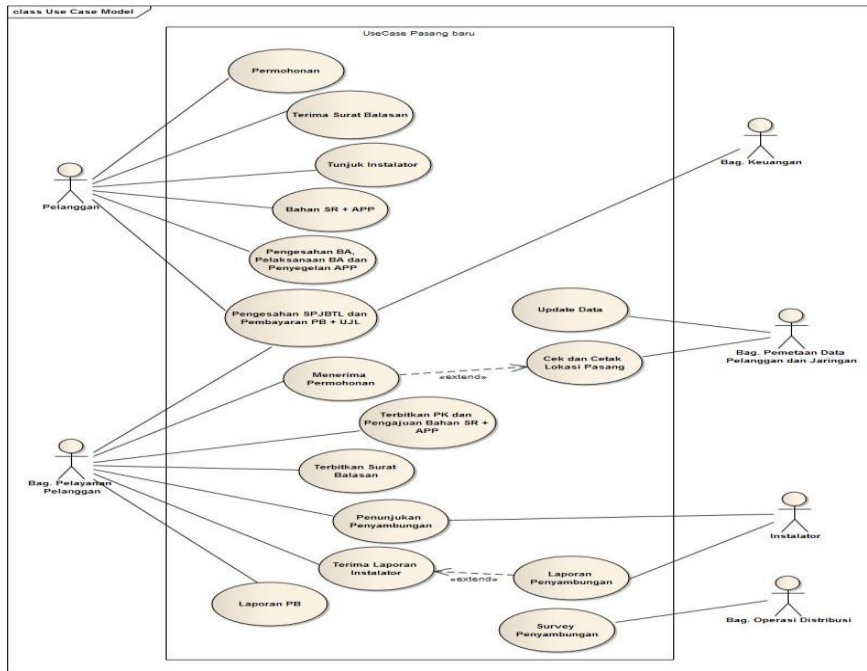 class Use Case Model
UseCase Pasang baru
Permohonan
Terima Surat Balasan
Tunjuk Instalator
Pelanggan
Bahan SR + APP
Pengesahan BA,
Pelaksanaan BA dan
Penyegelan APP
Pengesahan SPJBTL dan
Pembayaran PB + UJL
Bag. Keuangan
Update Data
Menerima
Permohonan
«extend»
Cek dan Cetak
Lokasi Pasang
Bag. Pemetaan Data
Pelanggan dan Jaringan
Terbitkan PK dan
Pengajuan Bahan SR +
APP
Bag. Pelayanan
Pelanggan
Terbitkan Surat
Balasan
Penunjukan
Penyambungan
Instalator
Terima Laporan
Instalator
«extend»
Laporan
Penyambungan
Laporan PB
Survey
Penyambungan
Bag. Operasi Distribusi